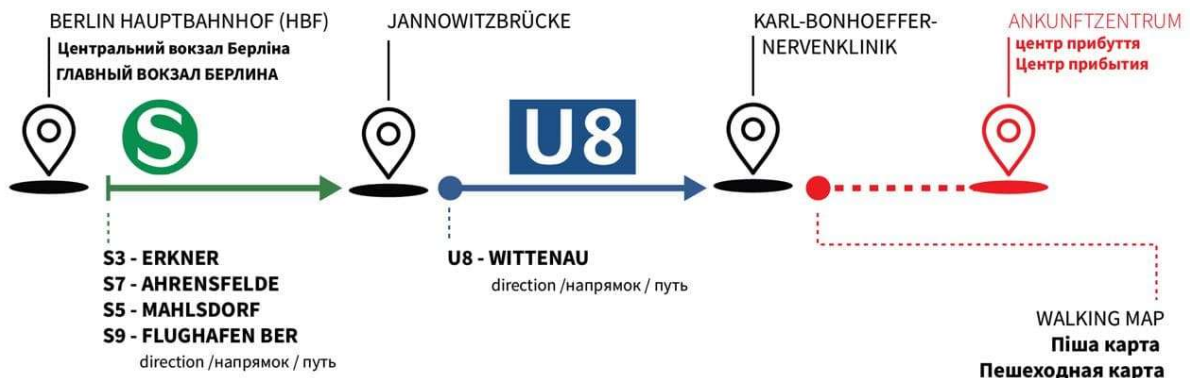 BERLIN HAUPTBAHNHOF (HBF)
Центральний вокзал Берліна
ГЛАВНЫЙ ВОКЗАЛ БЕРЛИНА
JANNOWITZBRÜCKE
KARL-BONHOEFFER-
NERVENKLINIK
ANKUNFTZENTRUM
центр прибуття
Центр прибытия
S
U8
S3 - ERKNER
S7 - AHRENSFELDE
S5 - MAHLSDORF
S9 - FLUGHAFEN BER
direction /напрямок / путь
U8 - WITTENAU
direction /напрямок / путь
WALKING MAP
Піша карта
Пешеходная карта